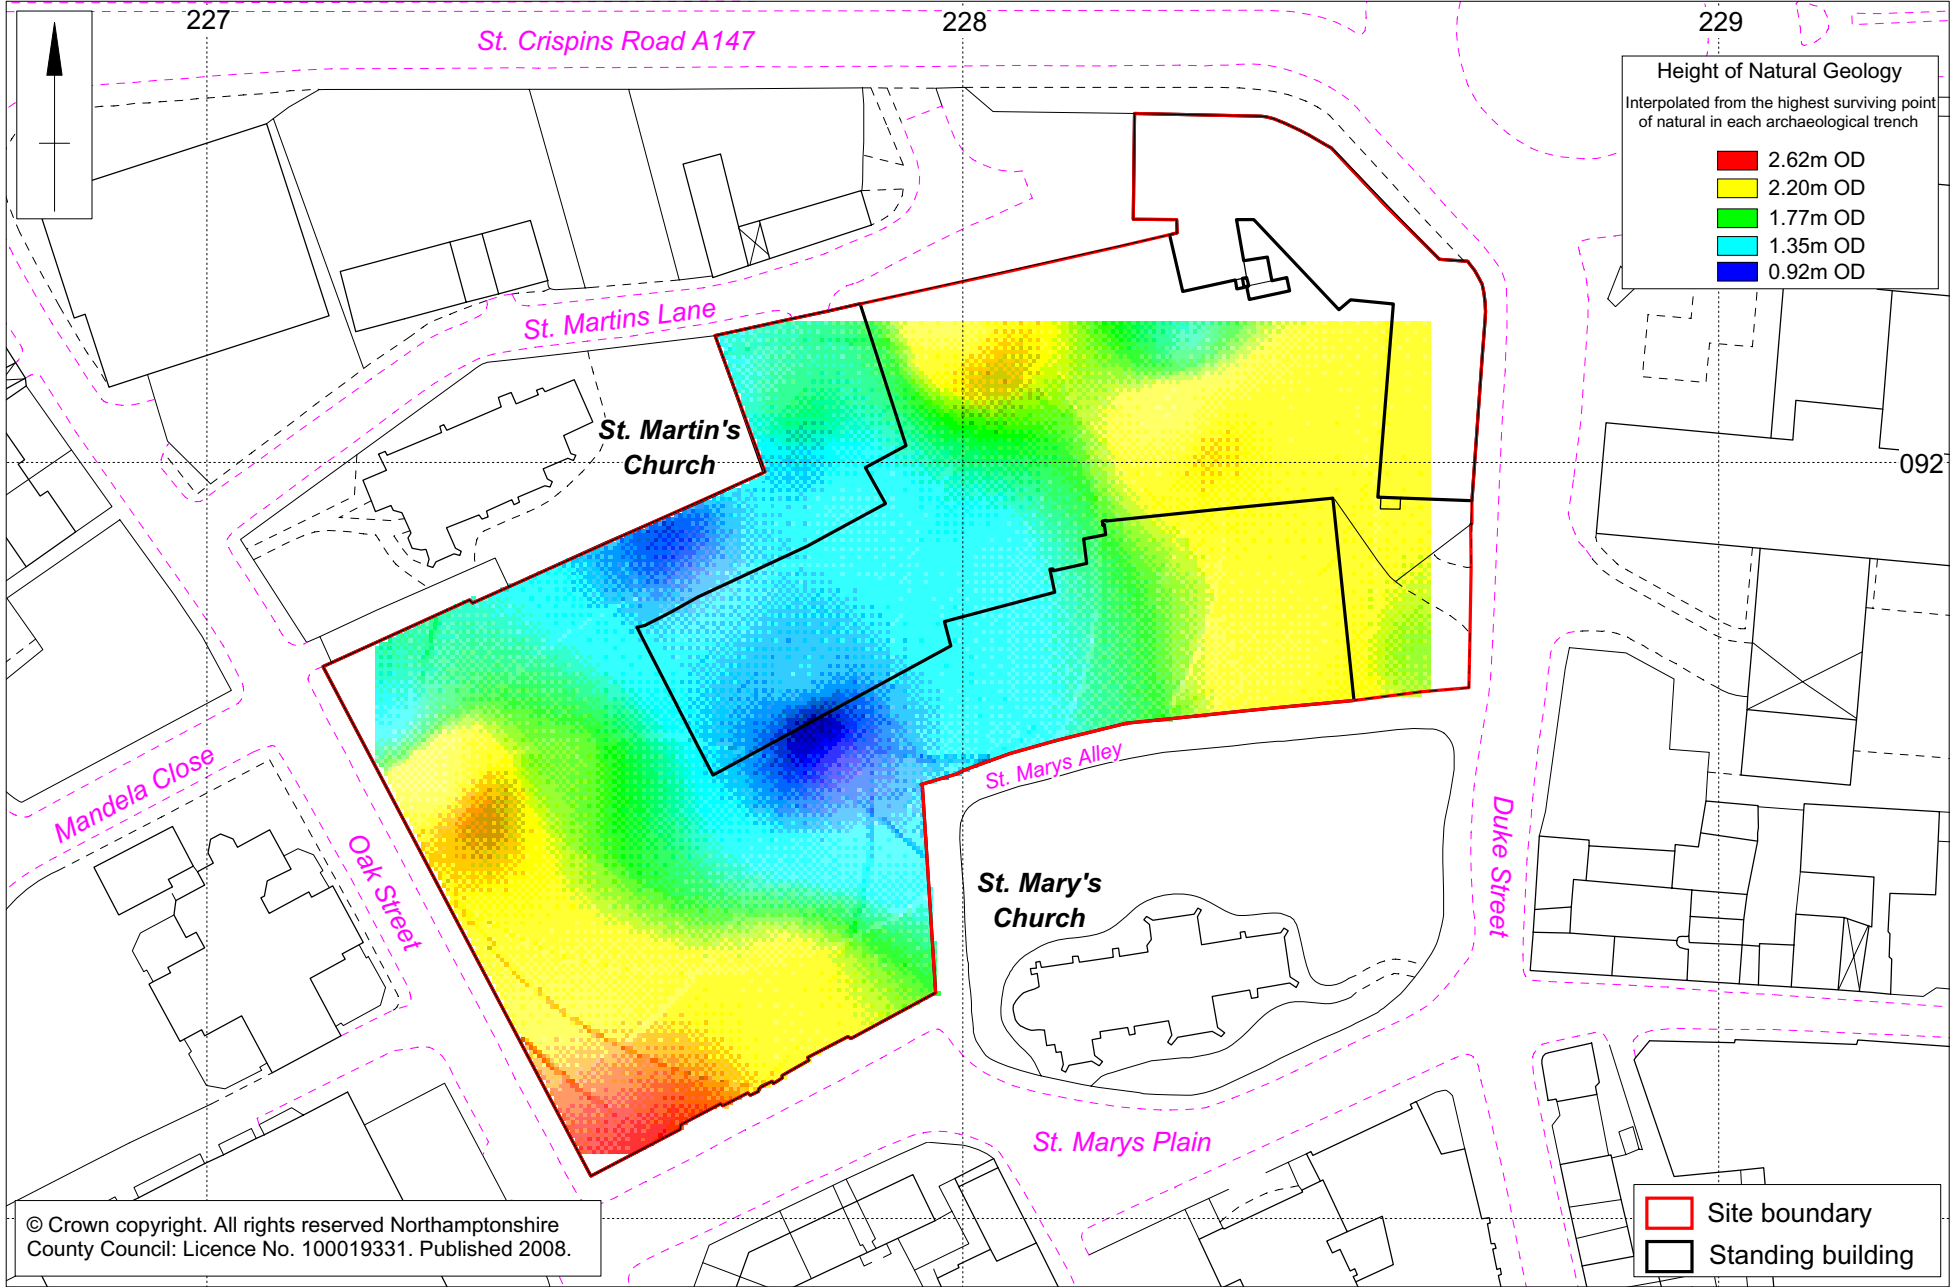 227
228
229
St. Crispins Road A147
Height of Natural Geology
Interpolated from the highest surviving point
of natural in each archaeological trench
2.62m OD
2.20m OD
1.77m OD
1.35m OD
0.92m OD
St. Martins Lane
St. Martin's
Church
092
Mandela Close
Oak Street
St. Marys Alley
Duke Street
St. Mary's
Church
St. Marys Plain
© Crown copyright. All rights reserved Northamptonshire
County Council: Licence No. 100019331. Published 2008.
Site boundary
Standing building